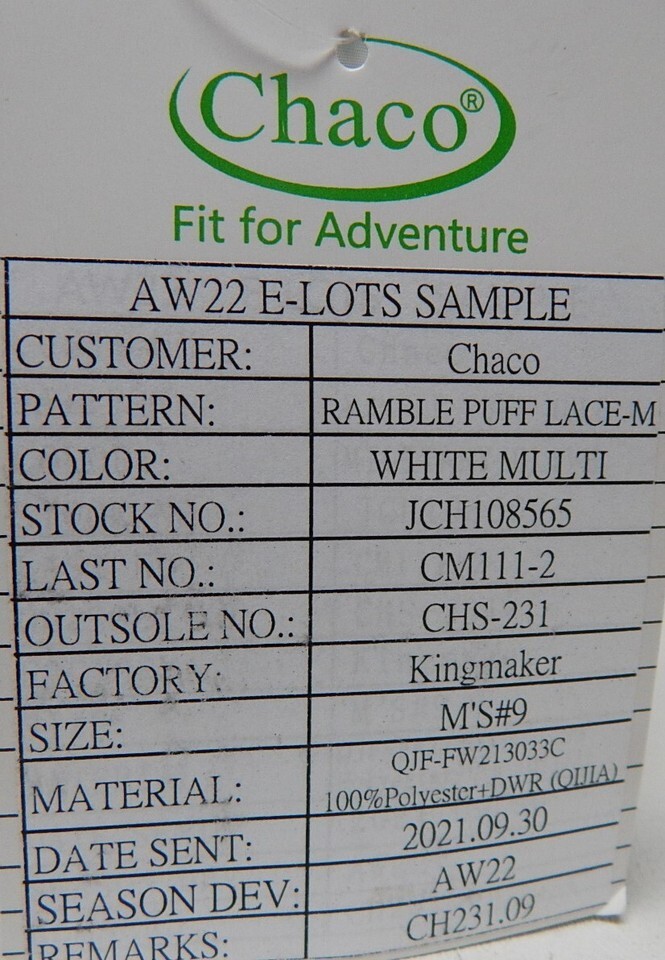 Chaco®
Fit for Adventure
AW22 E-LOTS SAMPLE
CUSTOMER: Chaco
PATTERN: RAMBLE PUFF LACE-M
COLOR: WHITE MULTI
STOCK NO.: JCH108565
LAST NO.: CM111-2
OUTSOLE NO.: CHS-231
FACTORY: Kingmaker
SIZE: M'S#9
MATERIAL: QJF-FW213033C
100%Polyester+DWR (QIJIA)
DATE SENT: 2021.09.30
SEASON DEV: AW22
REMARKS: CH231.09